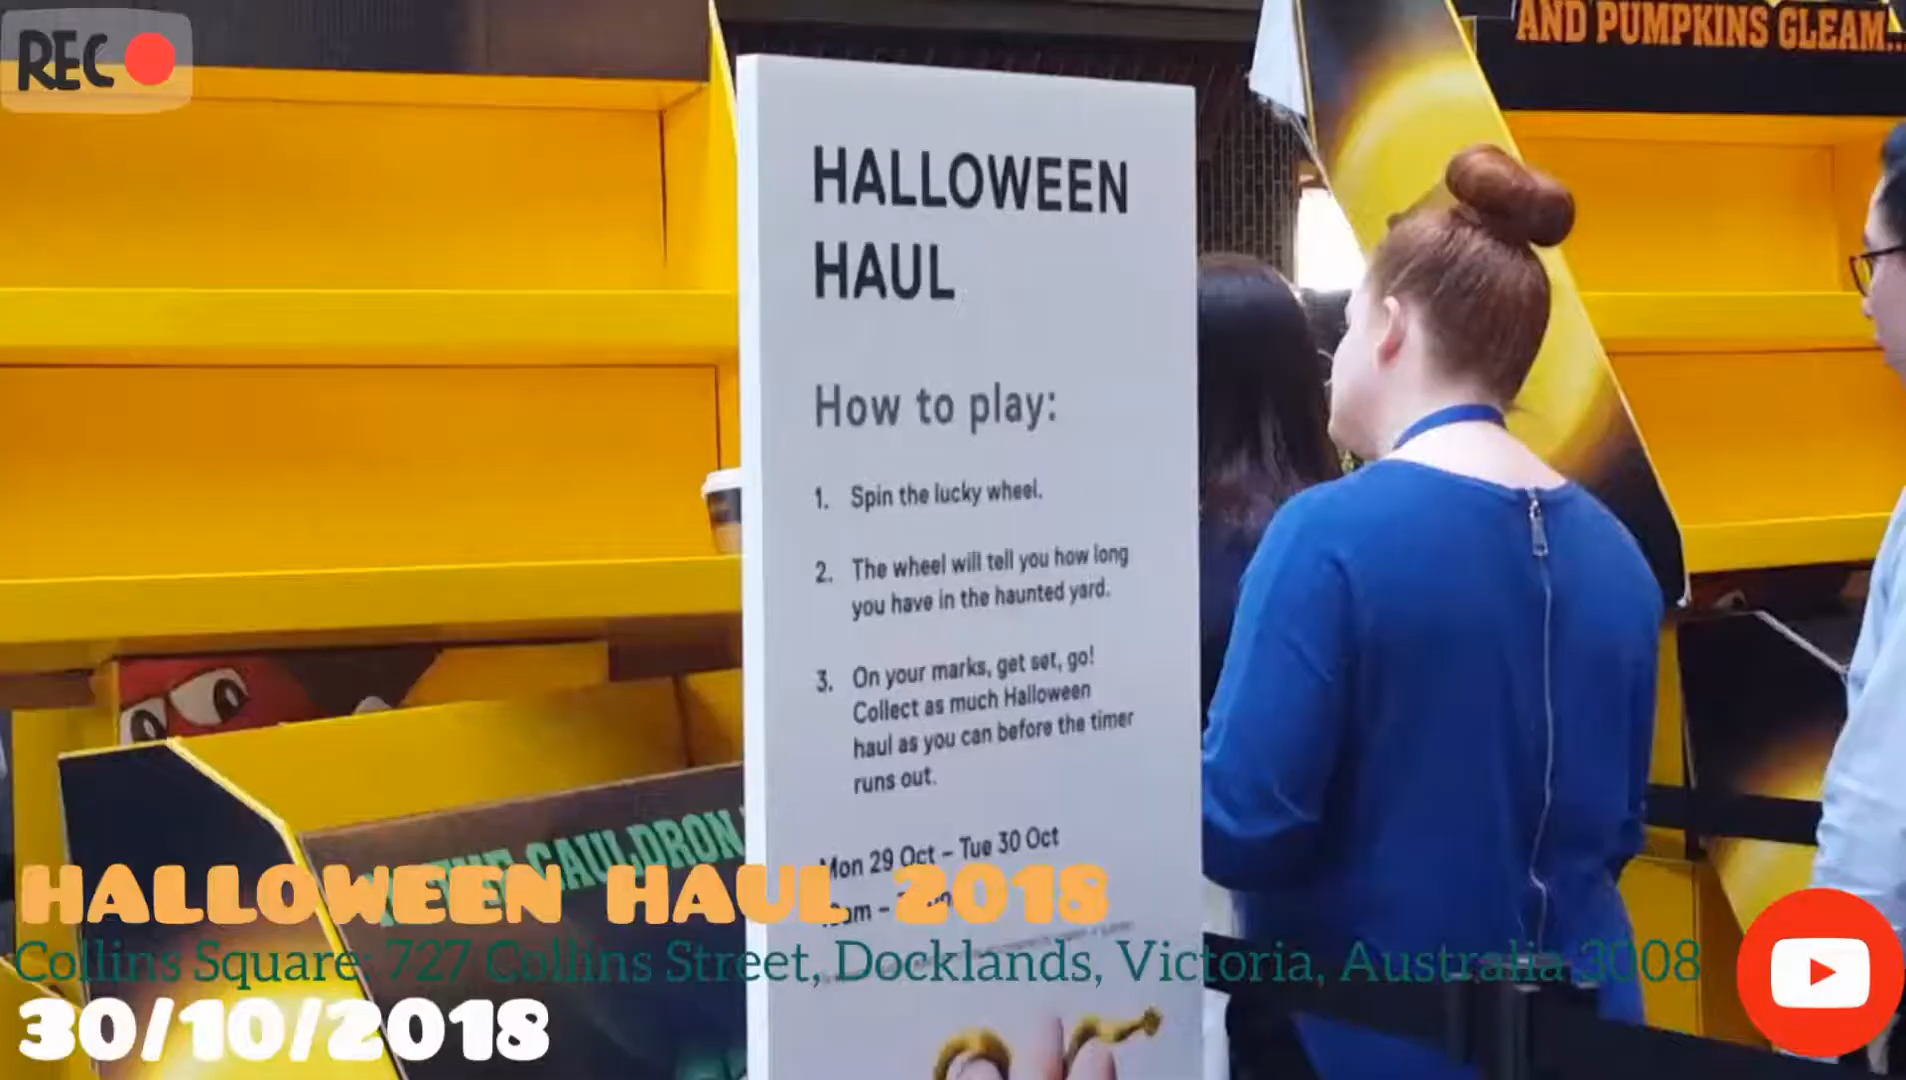 REC
AND PUMPKINS GLEAM...
HALLOWEEN
HAUL
How to play:
1. Spin the lucky wheel.
2. The wheel will tell you how long
you have in the haunted yard.
3. On your marks, get set, go!
Collect as much Halloween
haul as you can before the timer
runs out.
Mon 29 Oct – Tue 30 Oct
THE CAULDRON
HALLOWEEN HAUL 2018
Collins Square: 727 Collins Street, Docklands, Victoria, Australia 3008
30/10/2018